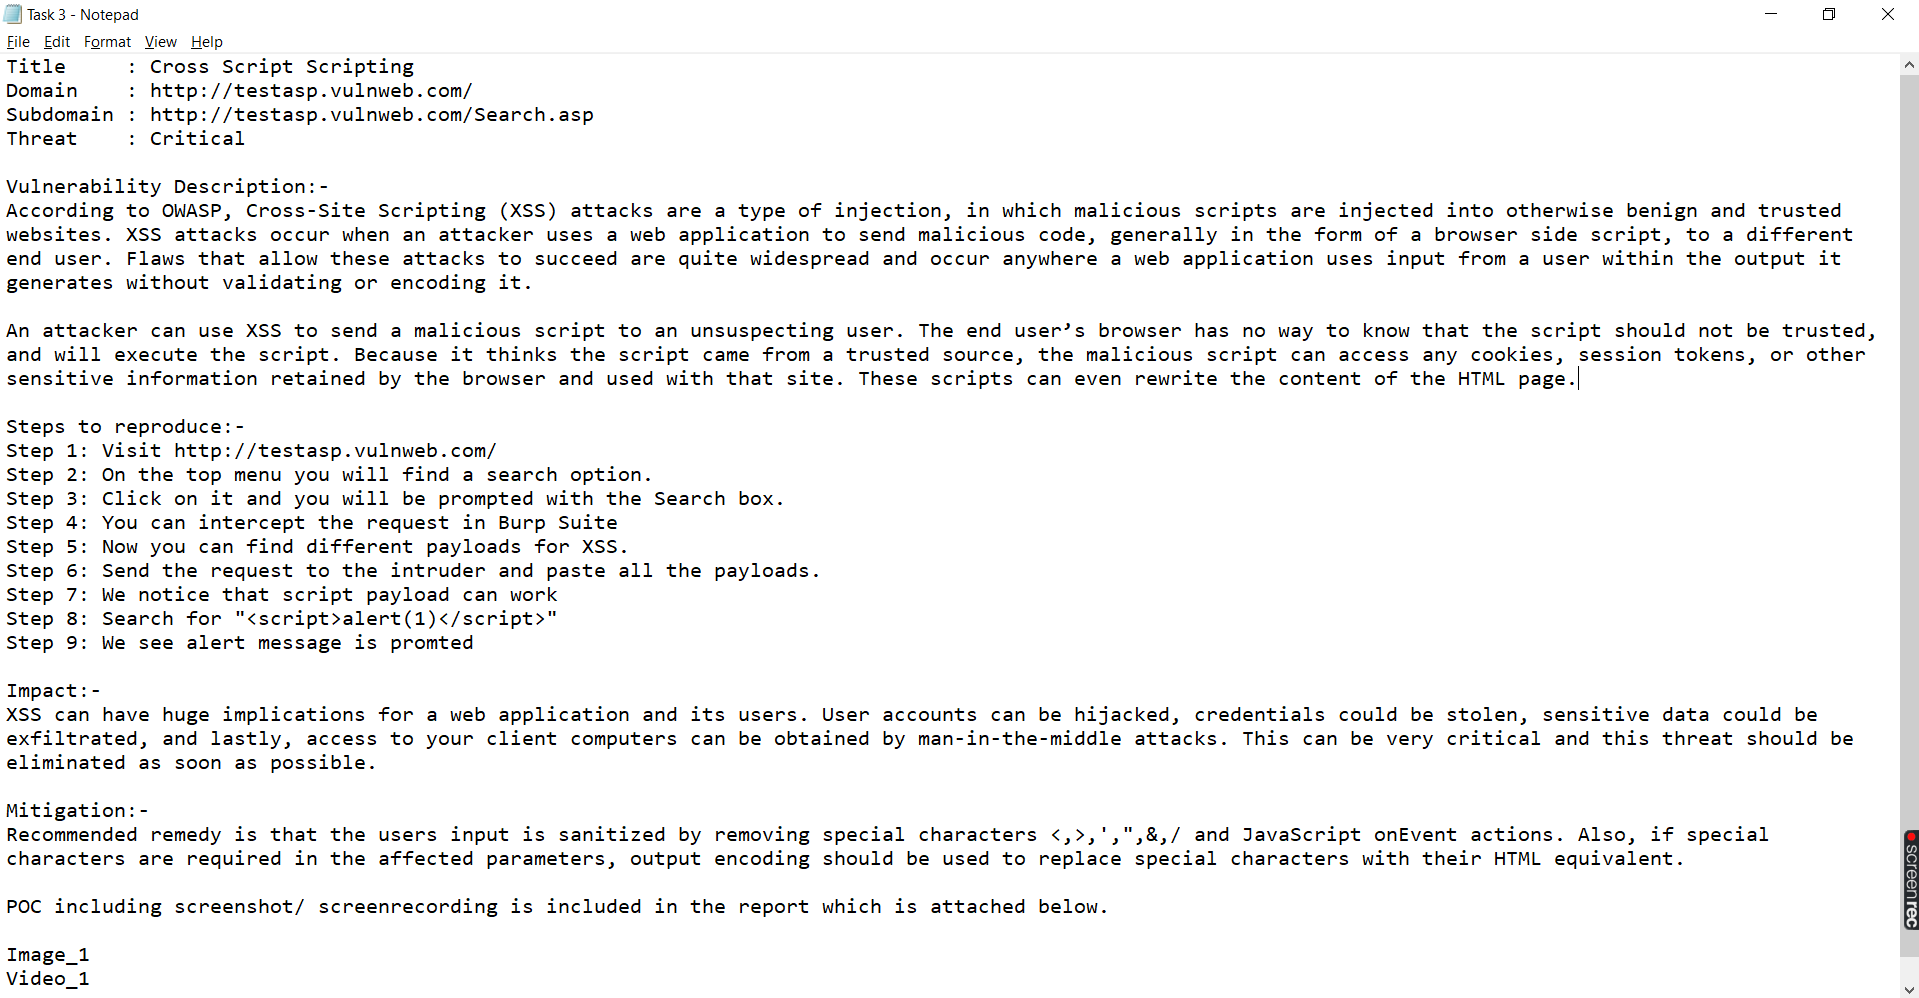 Task 3 - Notepad
File Edit Format View Help
Title     : Cross Script Scripting
Domain    : http://testasp.vulnweb.com/
Subdomain : http://testasp.vulnweb.com/Search.asp
Threat    : Critical
Vulnerability Description:-
According to OWASP, Cross-Site Scripting (XSS) attacks are a type of injection, in which malicious scripts are injected into otherwise benign and trusted
websites. XSS attacks occur when an attacker uses a web application to send malicious code, generally in the form of a browser side script, to a different
end user. Flaws that allow these attacks to succeed are quite widespread and occur anywhere a web application uses input from a user within the output it
generates without validating or encoding it.
An attacker can use XSS to send a malicious script to an unsuspecting user. The end user’s browser has no way to know that the script should not be trusted,
and will execute the script. Because it thinks the script came from a trusted source, the malicious script can access any cookies, session tokens, or other
sensitive information retained by the browser and used with that site. These scripts can even rewrite the content of the HTML page.
Steps to reproduce:-
Step 1: Visit http://testasp.vulnweb.com/
Step 2: On the top menu you will find a search option.
Step 3: Click on it and you will be prompted with the Search box.
Step 4: You can intercept the request in Burp Suite
Step 5: Now you can find different payloads for XSS.
Step 6: Send the request to the intruder and paste all the payloads.
Step 7: We notice that script payload can work
Step 8: Search for "<script>alert(1)</script>"
Step 9: We see alert message is promted
Impact:-
XSS can have huge implications for a web application and its users. User accounts can be hijacked, credentials could be stolen, sensitive data could be
exfiltrated, and lastly, access to your client computers can be obtained by man-in-the-middle attacks. This can be very critical and this threat should be
eliminated as soon as possible.
Mitigation:-
Recommended remedy is that the users input is sanitized by removing special characters <,>,',",&,/ and JavaScript onEvent actions. Also, if special
characters are required in the affected parameters, output encoding should be used to replace special characters with their HTML equivalent.
POC including screenshot/ screenrecording is included in the report which is attached below.
Image_1
Video_1
screenrec